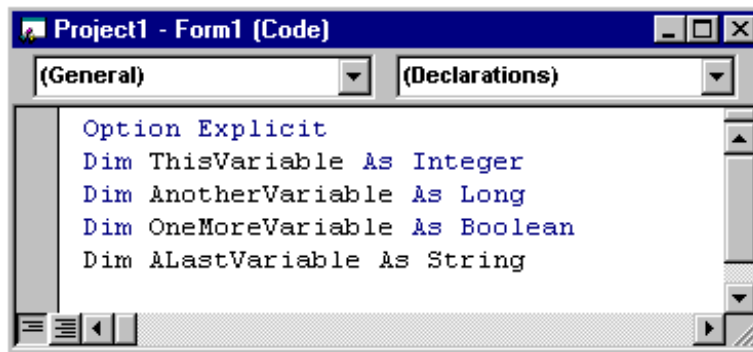 Project1 - Form1 (Code)
(General) (Declarations)
Option Explicit
Dim ThisVariable As Integer
Dim AnotherVariable As Long
Dim OneMoreVariable As Boolean
Dim ALastVariable As String